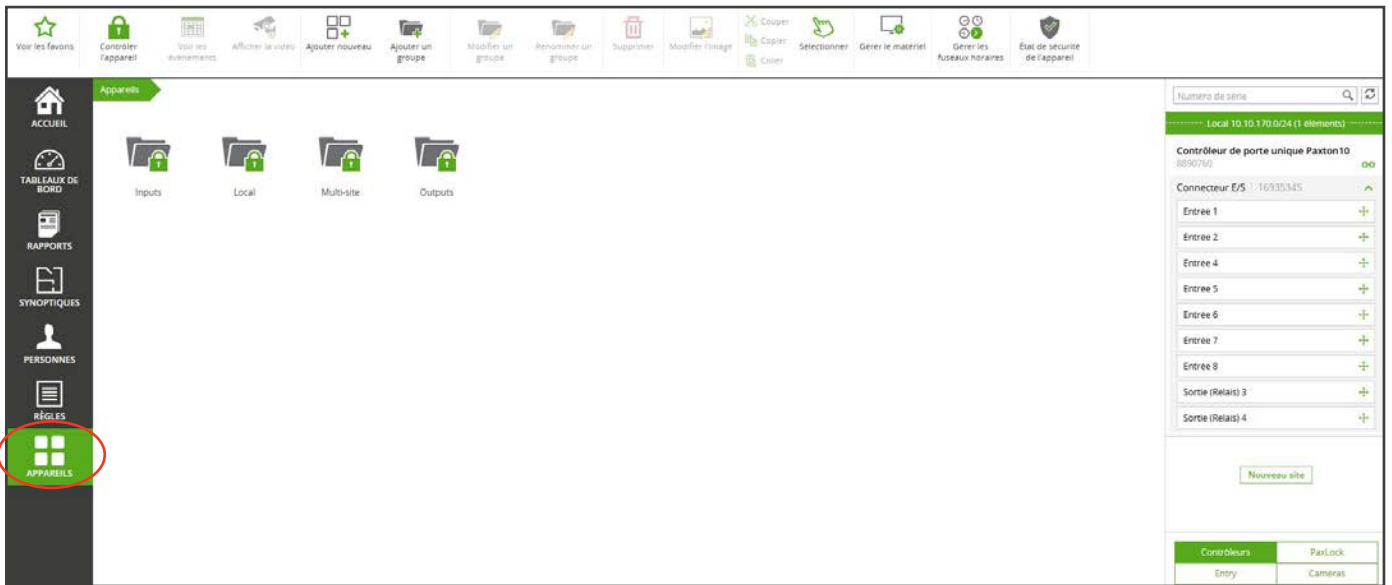 Voir les favoris
Contrôler
l'appareil
Voir les
événements
Afficher la vidéo
Ajouter nouveau
Ajouter un
groupe
Modifier un
groupe
Renommer un
groupe
Supprimer
Modifier l'image
Couper
Copier
Coller
Sélectionner
Gérer le matériel
Gérer les
fuseaux horaires
État de sécurité
de l'appareil
ACCUEIL
TABLEAUX DE
BORD
RAPPORTS
SYNOPTIQUES
PERSONNES
RÈGLES
APPAREILS
Appareils
Inputs
Local
Multi-site
Outputs
Numéro de série
Local 10.10.170.0/24 (1 éléments)
Contrôleur de porte unique Paxton10
8890760
Connecteur E/S 16935345
Entrée 1
Entrée 2
Entrée 4
Entrée 5
Entrée 6
Entrée 7
Entrée 8
Sortie (Relais) 3
Sortie (Relais) 4
Nouveau site
Contrôleurs
PaxLock
Entry
Caméras